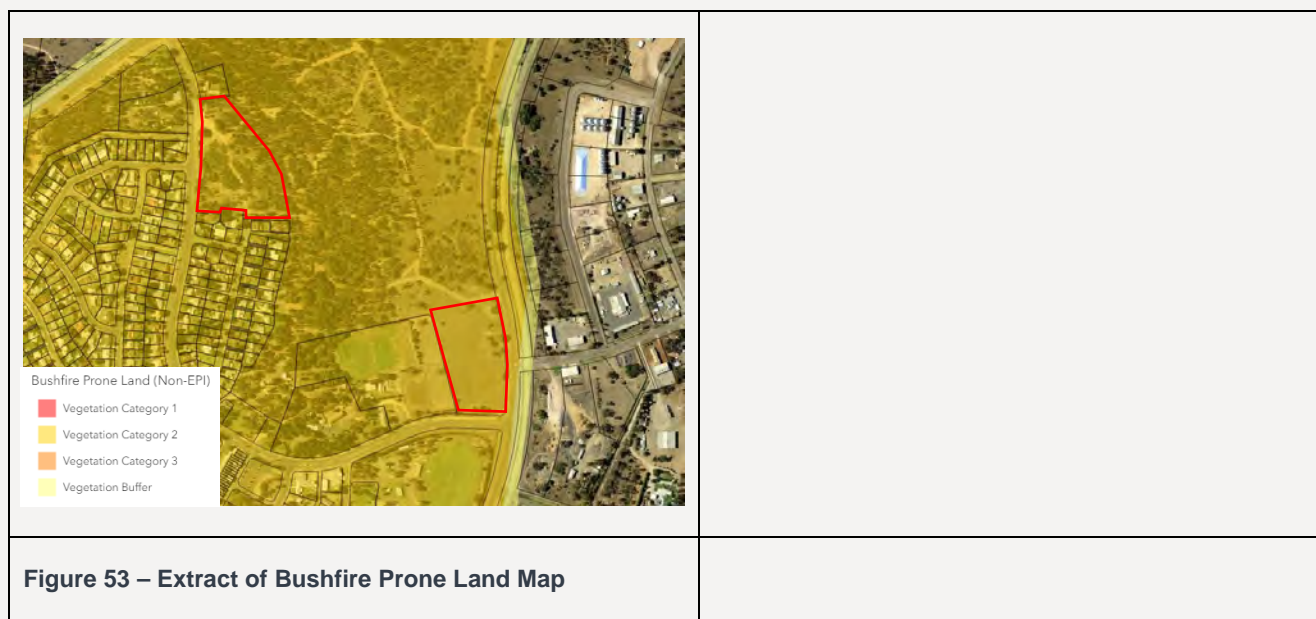 Bushfire Prone Land (Non-EPI)
Vegetation Category 1
Vegetation Category 2
Vegetation Category 3
Vegetation Buffer
Figure 53 – Extract of Bushfire Prone Land Map